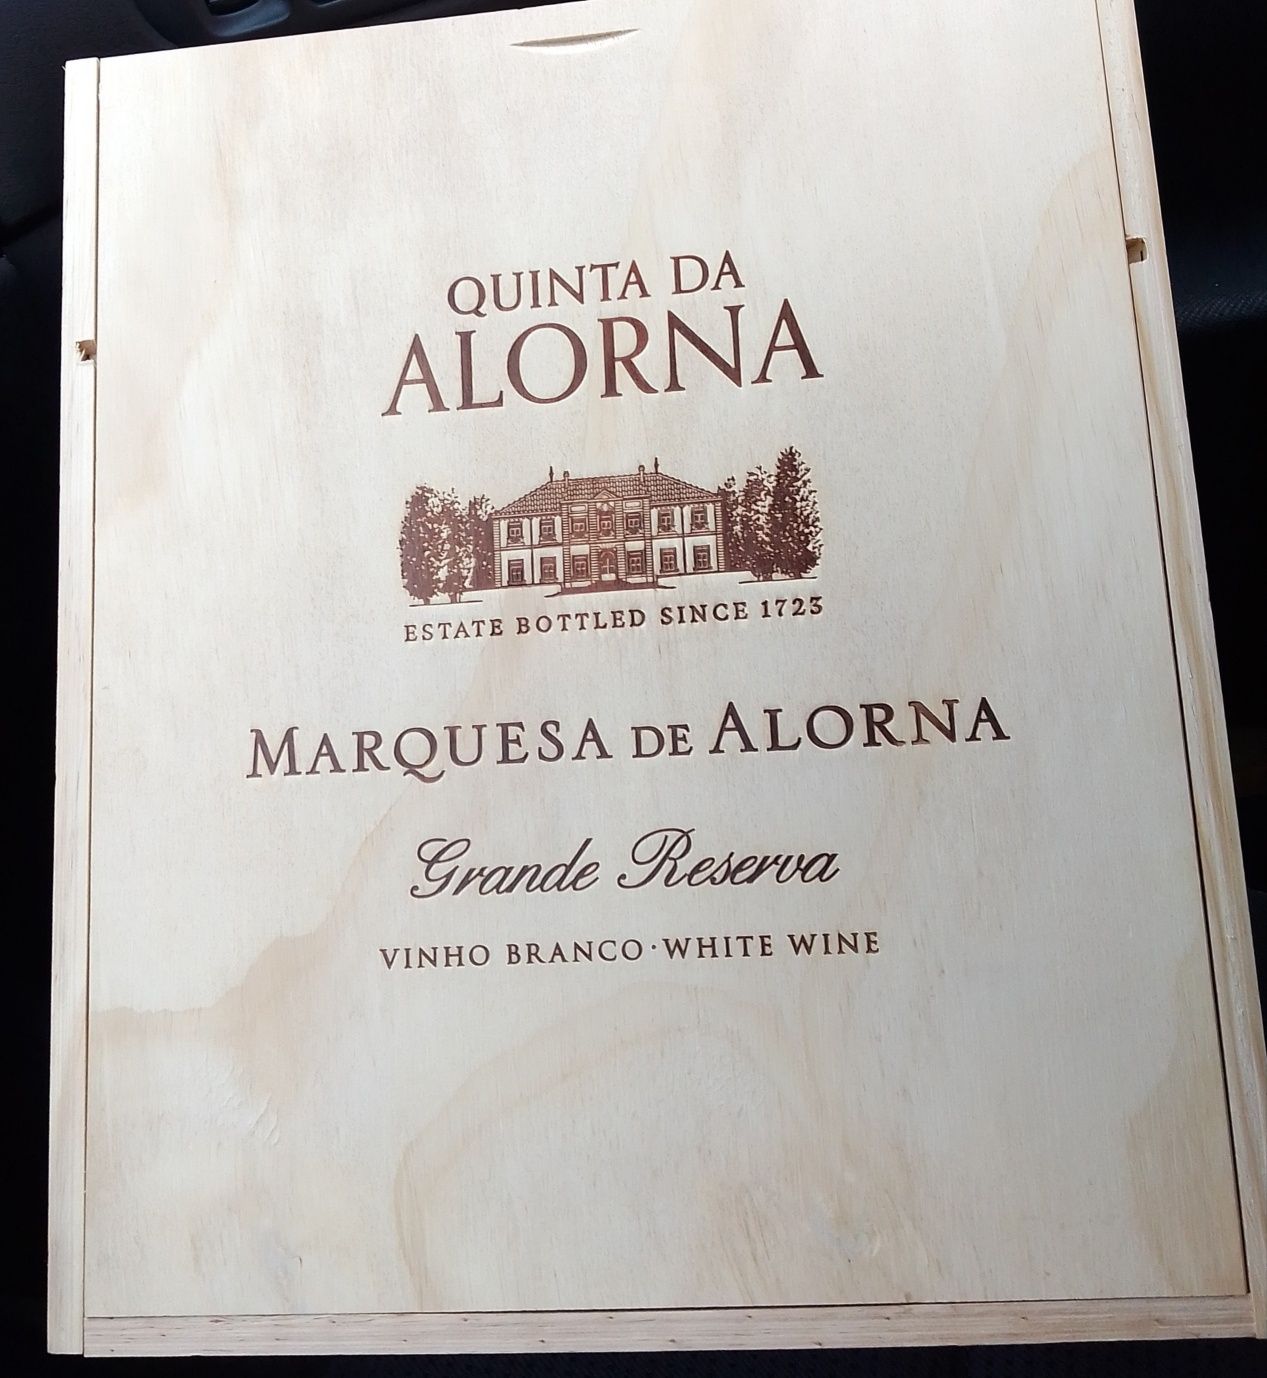 QUINTA DA
ALORNA
ESTATE BOTTLED SINCE 1723
MARQUESA DE ALORNA
Grande Reserva
VINHO BRANCO·WHITE WINE